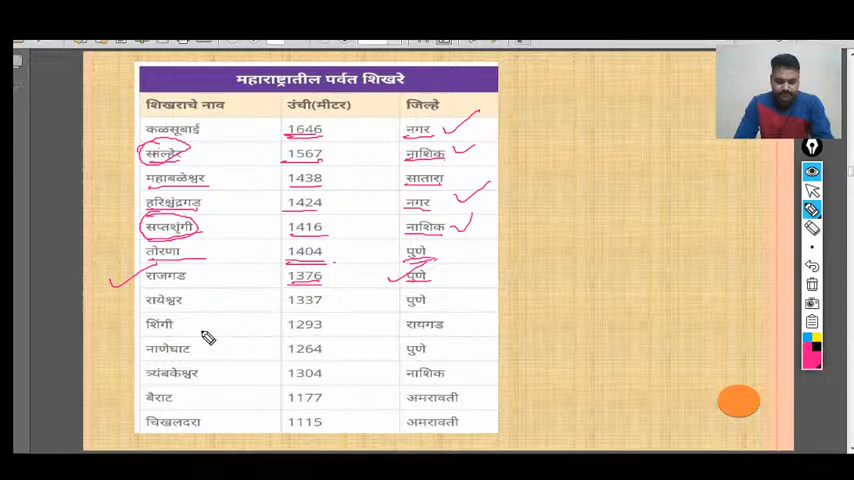 महाराष्ट्रातील पर्वत शिखरे
शिखराचे नाव उंची(मीटर) जिल्हे
कळसूबाई 1646 नगर
सांल्हेर 1567 नाशिक
महाबळेश्वर 1438 सातारा
हरिश्चंद्रगड 1424 नगर
सप्तशृंगी 1416 नाशिक
तोरणा 1404 पुणे
राजगड 1376 पुणे
रायेश्वर 1337 पुणे
शिंगी 1293 रायगड
नाणेघाट 1264 पुणे
त्र्यंबकेश्वर 1304 नाशिक
बैराट 1177 अमरावती
चिखलदरा 1115 अमरावती